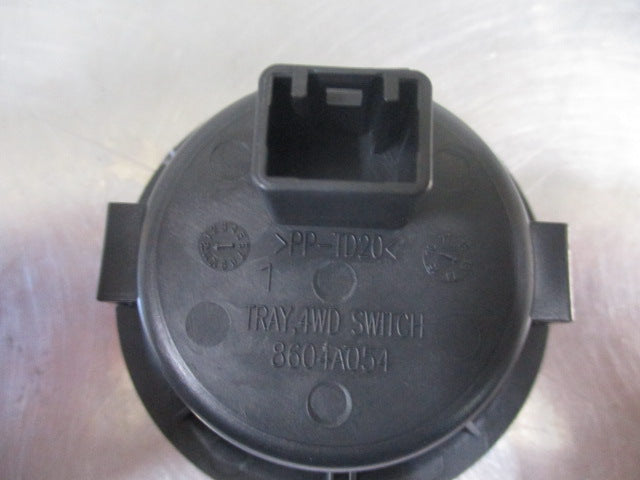 >PP-TD20<
1
TRAY,4WD SWITCH
8604A054